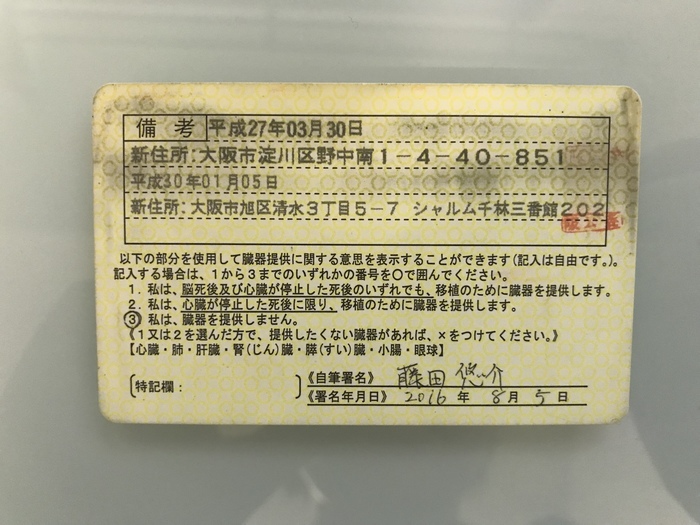 備考 平成27年03月30日
新住所:大阪市淀川区野中南1-4-40-851
平成30年01月05日
新住所:大阪市旭区清水3丁目5-7 シャルム千林三番館202
以下の部分を使用して臓器提供に関する意思を表示することができます(記入は自由です。)。
記入する場合は、1から3までのいずれかの番号を〇で囲んでください。
1.私は、脳死後及び心臓が停止した死後のいずれでも、移植のために臓器を提供します。
2.私は、心臓が停止した死後に限り、移植のために臓器を提供します。
③私は、臓器を提供しません。
《1又は2を選んだ方で、提供したくない臓器があれば、×をつけてください。》
【心臓・肺・肝臓・腎(じん)臓・膵(すい)臓・小腸・眼球】
〔特記欄: 〕
《自筆署名》 藤田 悠介
《署名年月日》 2016 年 8 月 5 日